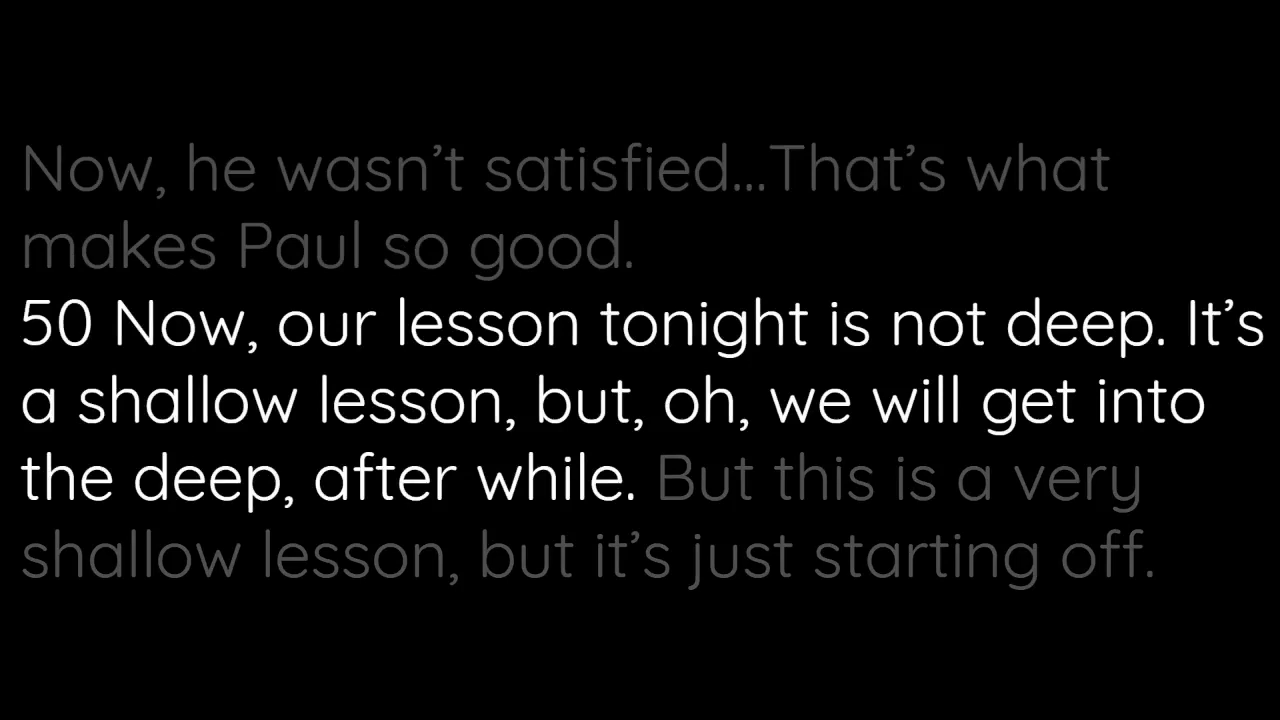 Now, he wasn’t satisfied...That’s what
makes Paul so good.
50 Now, our lesson tonight is not deep. It’s
a shallow lesson, but, oh, we will get into
the deep, after while. But this is a very
shallow lesson, but it’s just starting off.